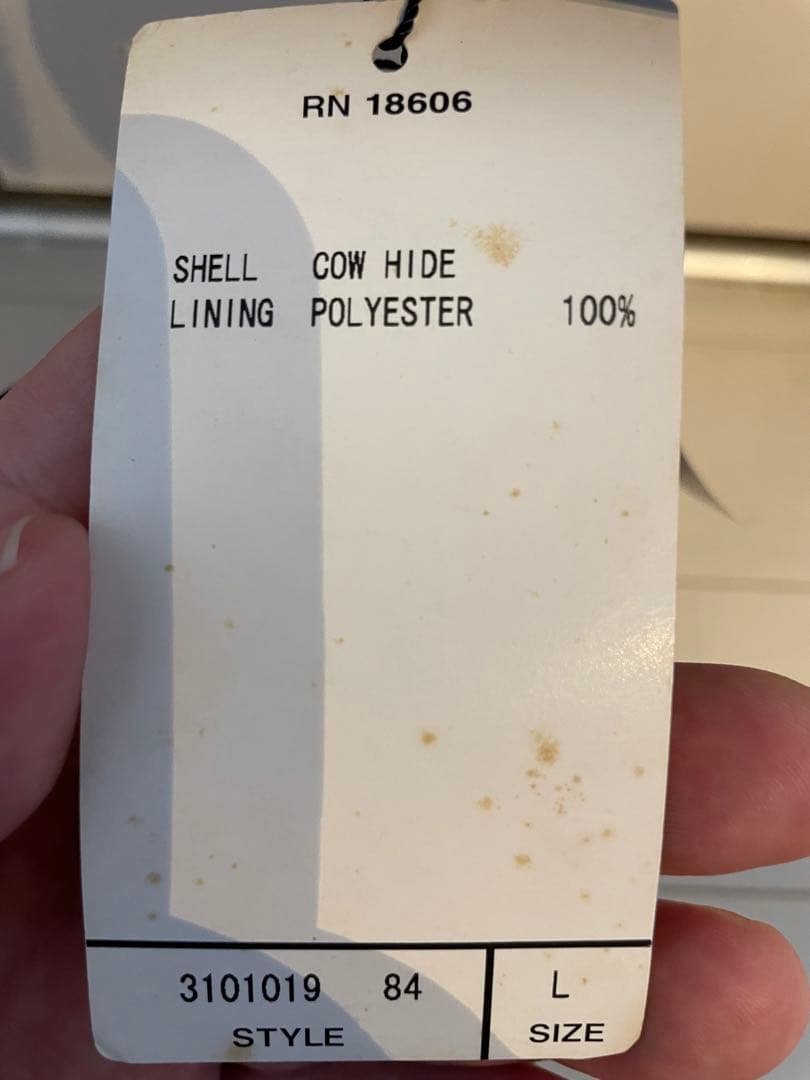 RN 18606
SHELL COW HIDE
LINING POLYESTER 100%
3101019 84 L
STYLE SIZE